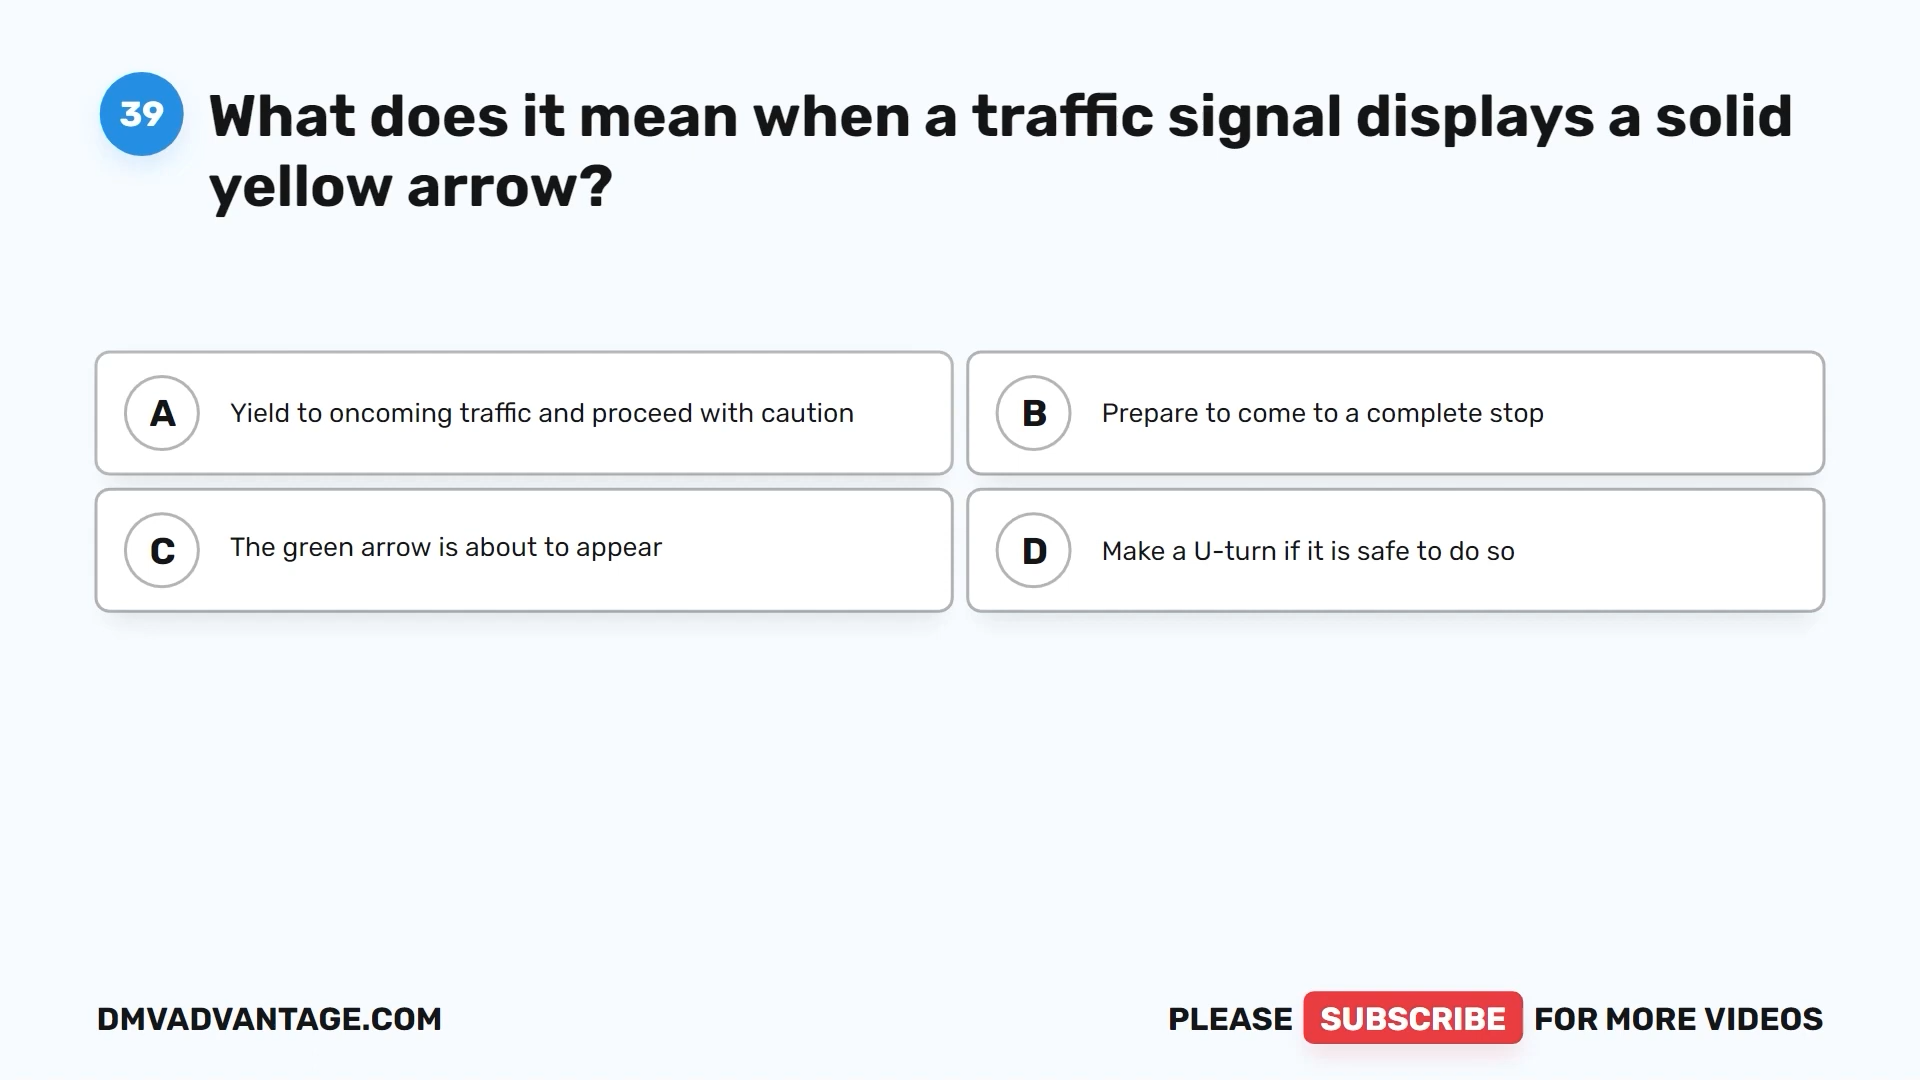 39
What does it mean when a traffic signal displays a solid
yellow arrow?
A Yield to oncoming traffic and proceed with caution
B Prepare to come to a complete stop
C The green arrow is about to appear
D Make a U-turn if it is safe to do so
DMVADVANTAGE.COM
PLEASE SUBSCRIBE FOR MORE VIDEOS